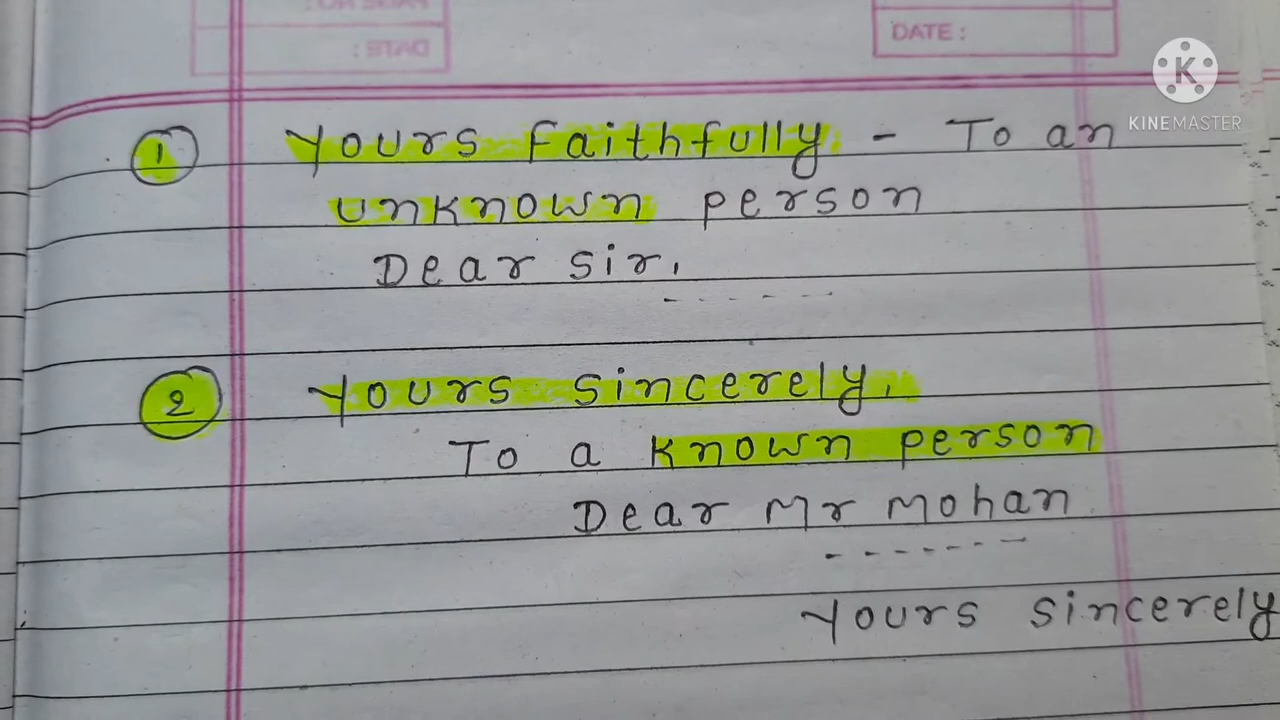 DATE :
KINEMASTER
1 Yours Faithfully - To an
unknown person
Dear Sir,
2 Yours Sincerely,
To a known person
Dear Mr Mohan
Yours Sincerely